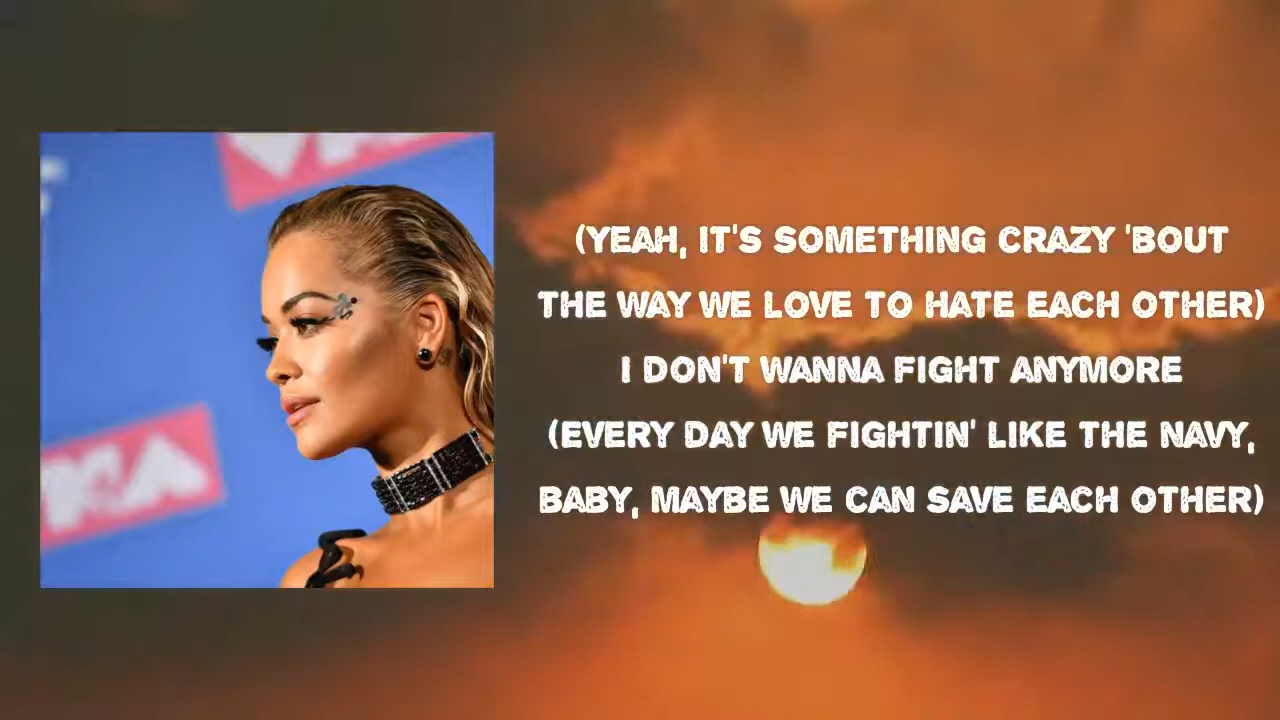 (YEAH, IT'S SOMETHING CRAZY 'BOUT
THE WAY WE LOVE TO HATE EACH OTHER)
I DON'T WANNA FIGHT ANYMORE
(EVERY DAY WE FIGHTIN' LIKE THE NAVY,
BABY, MAYBE WE CAN SAVE EACH OTHER)